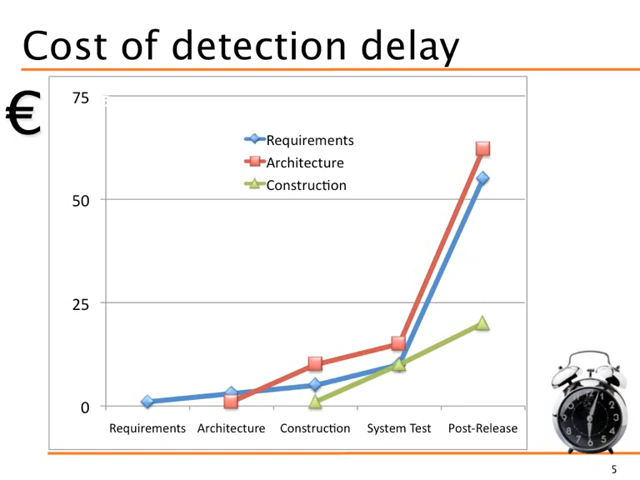 Cost of detection delay
€
75
Requirements
Architecture
Construction
50
25
0
Requirements Architecture Construction System Test Post-Release
5